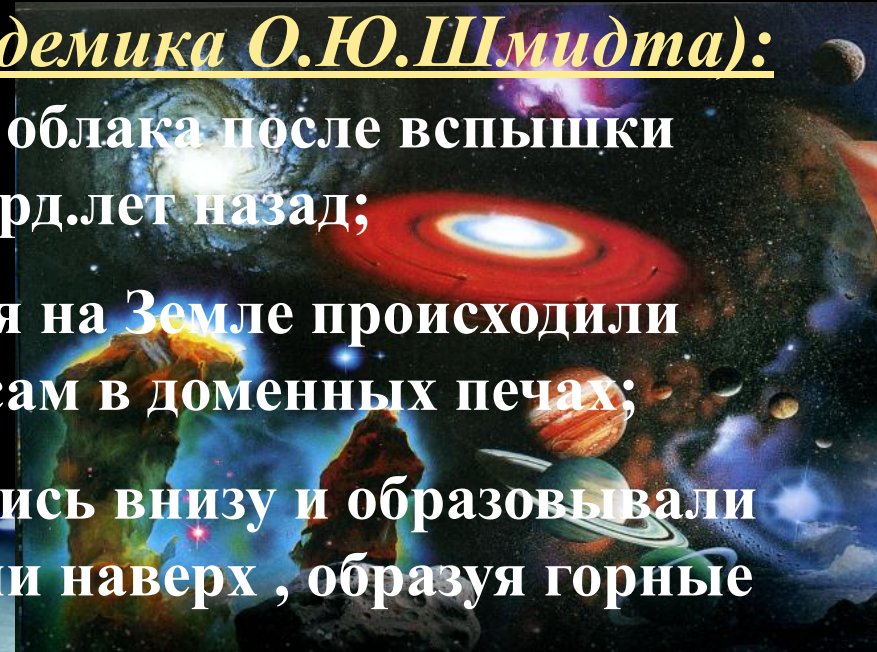 демика О.Ю.Шмидта):
облака после вспышки
рд.лет назад;
я на Земле происходили
сам в доменных печах;
ись внизу и образовывали
и наверх , образуя горные